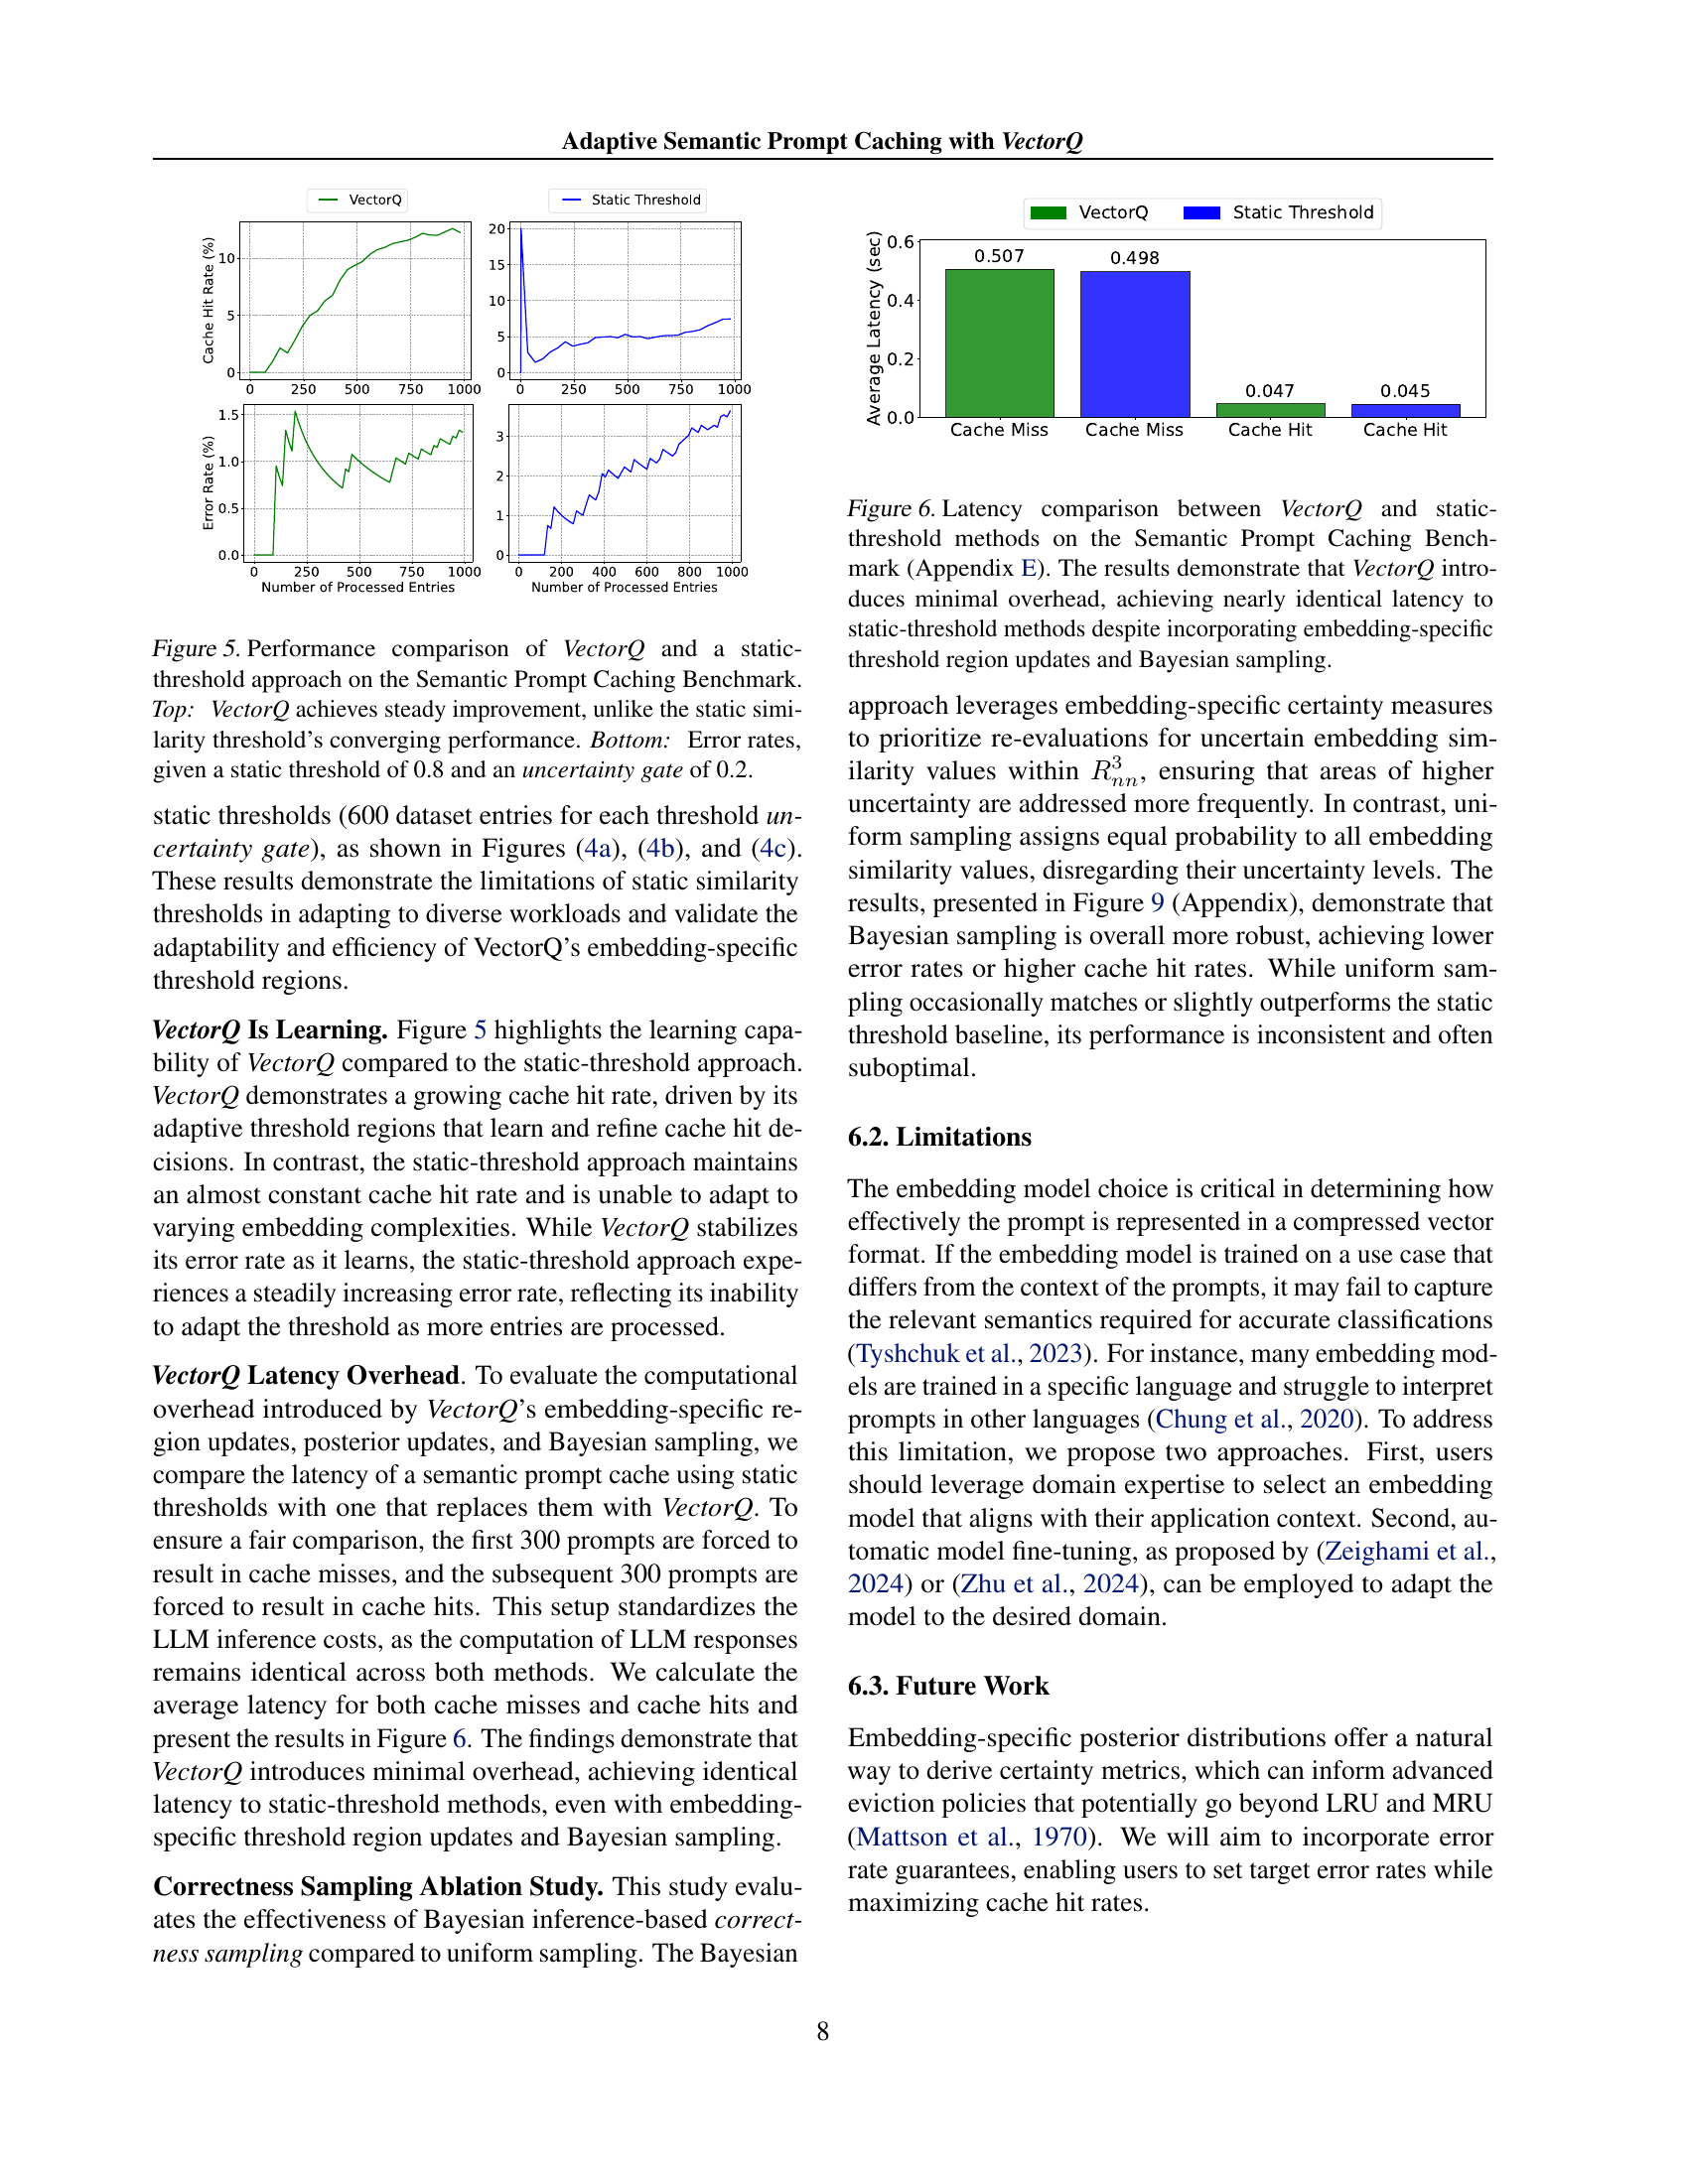 Adaptive Semantic Prompt Caching with VectorQ
VectorQ
Static Threshold
Cache Hit Rate (%)
10
5
0
0 250 500 750 1000
20
15
10
5
0
0 250 500 750 1000
Error Rate (%)
1.5
1.0
0.5
0.0
0 250 500 750 1000
Number of Processed Entries
3
2
1
0
0 200 400 600 800 1000
Number of Processed Entries
Figure 5. Performance comparison of VectorQ and a static-
threshold approach on the Semantic Prompt Caching Benchmark.
Top: VectorQ achieves steady improvement, unlike the static simi-
larity threshold's converging performance. Bottom: Error rates,
given a static threshold of 0.8 and an uncertainty gate of 0.2.
static thresholds (600 dataset entries for each threshold un-
certainty gate), as shown in Figures (4a), (4b), and (4c).
These results demonstrate the limitations of static similarity
thresholds in adapting to diverse workloads and validate the
adaptability and efficiency of VectorQ's embedding-specific
threshold regions.
VectorQ Is Learning. Figure 5 highlights the learning capa-
bility of VectorQ compared to the static-threshold approach.
VectorQ demonstrates a growing cache hit rate, driven by its
adaptive threshold regions that learn and refine cache hit de-
cisions. In contrast, the static-threshold approach maintains
an almost constant cache hit rate and is unable to adapt to
varying embedding complexities. While VectorQ stabilizes
its error rate as it learns, the static-threshold approach expe-
riences a steadily increasing error rate, reflecting its inability
to adapt the threshold as more entries are processed.
VectorQ Latency Overhead. To evaluate the computational
overhead introduced by VectorQ's embedding-specific re-
gion updates, posterior updates, and Bayesian sampling, we
compare the latency of a semantic prompt cache using static
thresholds with one that replaces them with VectorQ. To
ensure a fair comparison, the first 300 prompts are forced to
result in cache misses, and the subsequent 300 prompts are
forced to result in cache hits. This setup standardizes the
LLM inference costs, as the computation of LLM responses
remains identical across both methods. We calculate the
average latency for both cache misses and cache hits and
present the results in Figure 6. The findings demonstrate that
VectorQ introduces minimal overhead, achieving identical
latency to static-threshold methods, even with embedding-
specific threshold region updates and Bayesian sampling.
Correctness Sampling Ablation Study. This study evalu-
ates the effectiveness of Bayesian inference-based correct-
ness sampling compared to uniform sampling. The Bayesian
VectorQ Static Threshold
Average Latency (sec)
0.6
0.4
0.2
0.0
0.507 0.498 0.047 0.045
Cache Miss Cache Miss Cache Hit Cache Hit
Figure 6. Latency comparison between VectorQ and static-
threshold methods on the Semantic Prompt Caching Bench-
mark (Appendix E). The results demonstrate that VectorQ intro-
duces minimal overhead, achieving nearly identical latency to
static-threshold methods despite incorporating embedding-specific
threshold region updates and Bayesian sampling.
approach leverages embedding-specific certainty measures
to prioritize re-evaluations for uncertain embedding sim-
ilarity values within R³ₙₙ, ensuring that areas of higher
uncertainty are addressed more frequently. In contrast, uni-
form sampling assigns equal probability to all embedding
similarity values, disregarding their uncertainty levels. The
results, presented in Figure 9 (Appendix), demonstrate that
Bayesian sampling is overall more robust, achieving lower
error rates or higher cache hit rates. While uniform sam-
pling occasionally matches or slightly outperforms the static
threshold baseline, its performance is inconsistent and often
suboptimal.
6.2. Limitations
The embedding model choice is critical in determining how
effectively the prompt is represented in a compressed vector
format. If the embedding model is trained on a use case that
differs from the context of the prompts, it may fail to capture
the relevant semantics required for accurate classifications
(Tyshchuk et al., 2023). For instance, many embedding mod-
els are trained in a specific language and struggle to interpret
prompts in other languages (Chung et al., 2020). To address
this limitation, we propose two approaches. First, users
should leverage domain expertise to select an embedding
model that aligns with their application context. Second, au-
tomatic model fine-tuning, as proposed by (Zeighami et al.,
2024) or (Zhu et al., 2024), can be employed to adapt the
model to the desired domain.
6.3. Future Work
Embedding-specific posterior distributions offer a natural
way to derive certainty metrics, which can inform advanced
eviction policies that potentially go beyond LRU and MRU
(Mattson et al., 1970). We will aim to incorporate error
rate guarantees, enabling users to set target error rates while
maximizing cache hit rates.
8